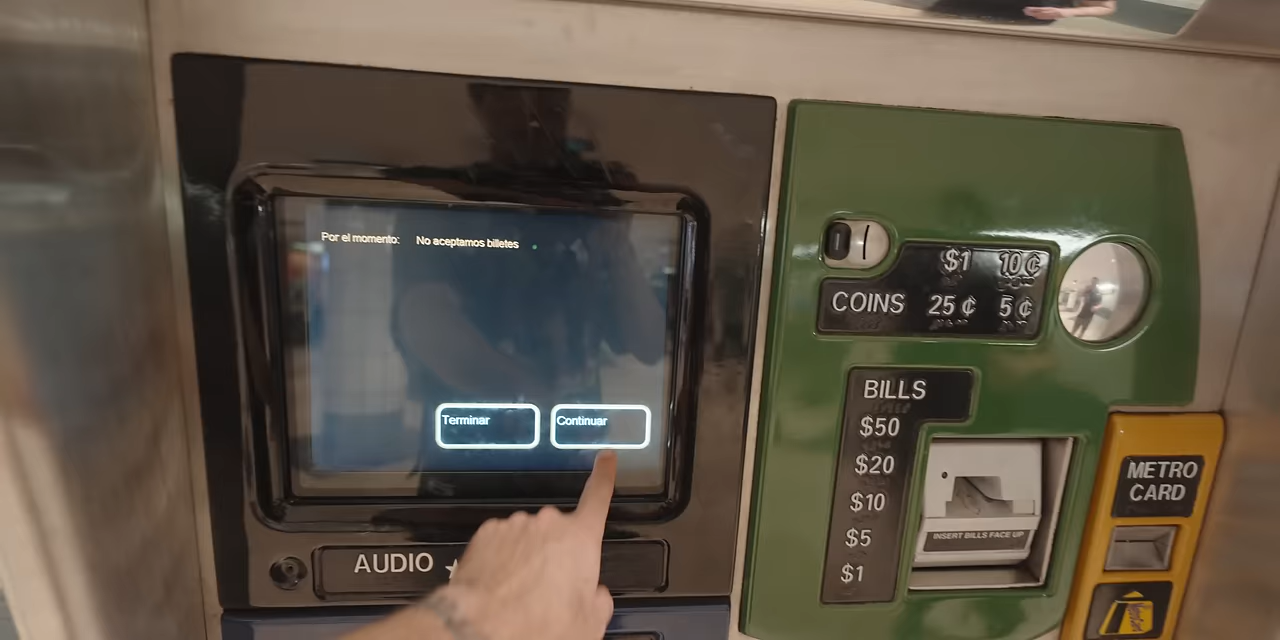 Por el momento: No aceptamos billetes
Terminar Continuar
AUDIO
$1 10¢
COINS 25¢ 5¢
BILLS
$50
$20
$10
$5
$1
INSERT BILLS FACE UP
METRO
CARD